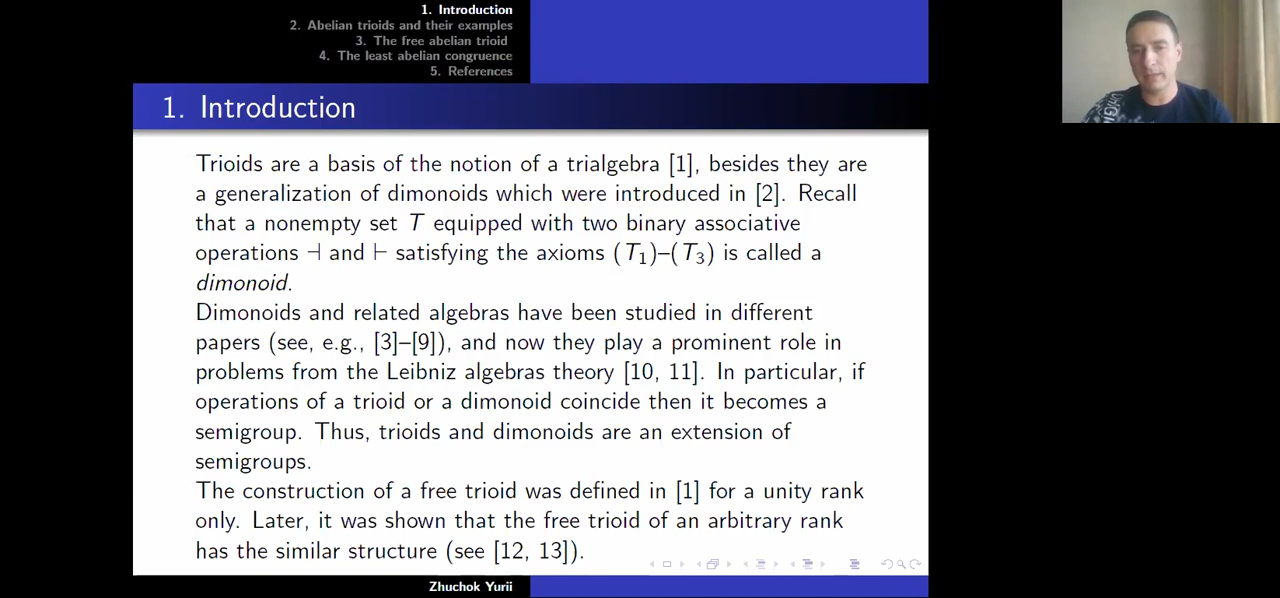 1. Introduction
2. Abelian trioids and their examples
3. The free abelian trioid
4. The least abelian congruence
5. References
1. Introduction
Trioids are a basis of the notion of a trialgebra [1], besides they are
a generalization of dimonoids which were introduced in [2]. Recall
that a nonempty set T equipped with two binary associative
operations ⊣ and ⊢ satisfying the axioms (T₁)–(T₃) is called a
dimonoid.
Dimonoids and related algebras have been studied in different
papers (see, e.g., [3]–[9]), and now they play a prominent role in
problems from the Leibniz algebras theory [10, 11]. In particular, if
operations of a trioid or a dimonoid coincide then it becomes a
semigroup. Thus, trioids and dimonoids are an extension of
semigroups.
The construction of a free trioid was defined in [1] for a unity rank
only. Later, it was shown that the free trioid of an arbitrary rank
has the similar structure (see [12, 13]).
Zhuchok Yurii